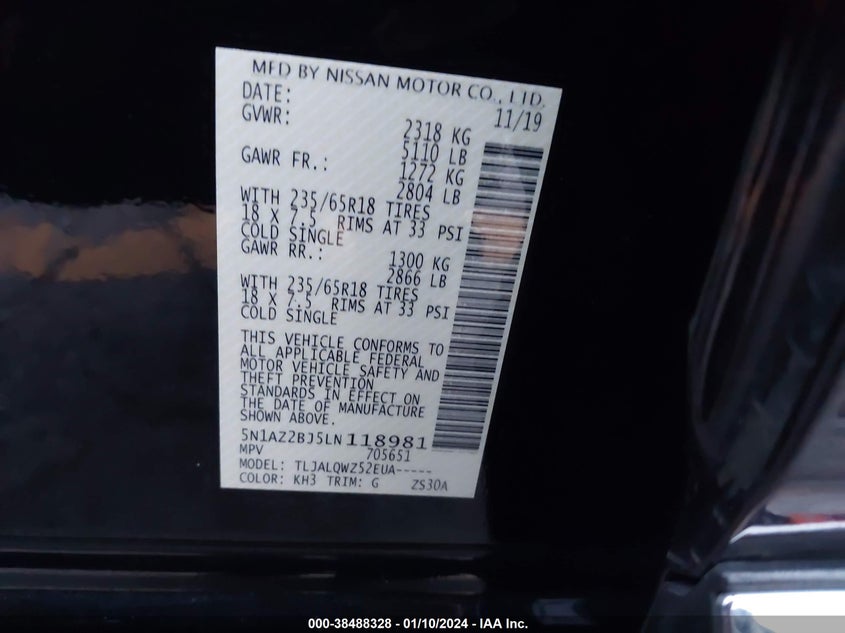 MFD BY NISSAN MOTOR CO., LTD.
DATE: 11/19
GVWR: 2318 KG
5110 LB
GAWR FR.: 1272 KG
2804 LB
WITH 235/65R18 TIRES
18 X 7.5 RIMS AT 33 PSI
COLD SINGLE
GAWR RR.: 1300 KG
2866 LB
WITH 235/65R18 TIRES
18 X 7.5 RIMS AT 33 PSI
COLD SINGLE
THIS VEHICLE CONFORMS TO
ALL APPLICABLE FEDERAL
MOTOR VEHICLE SAFETY AND
THEFT PREVENTION
STANDARDS IN EFFECT ON
THE DATE OF MANUFACTURE
SHOWN ABOVE.
5N1AZ2BJ5LN118981
MPV 705651
MODEL: TLJALQWZ52EUA-----
COLOR: KH3 TRIM: G ZS30A
000-38488328 - 01/10/2024 - IAA Inc.